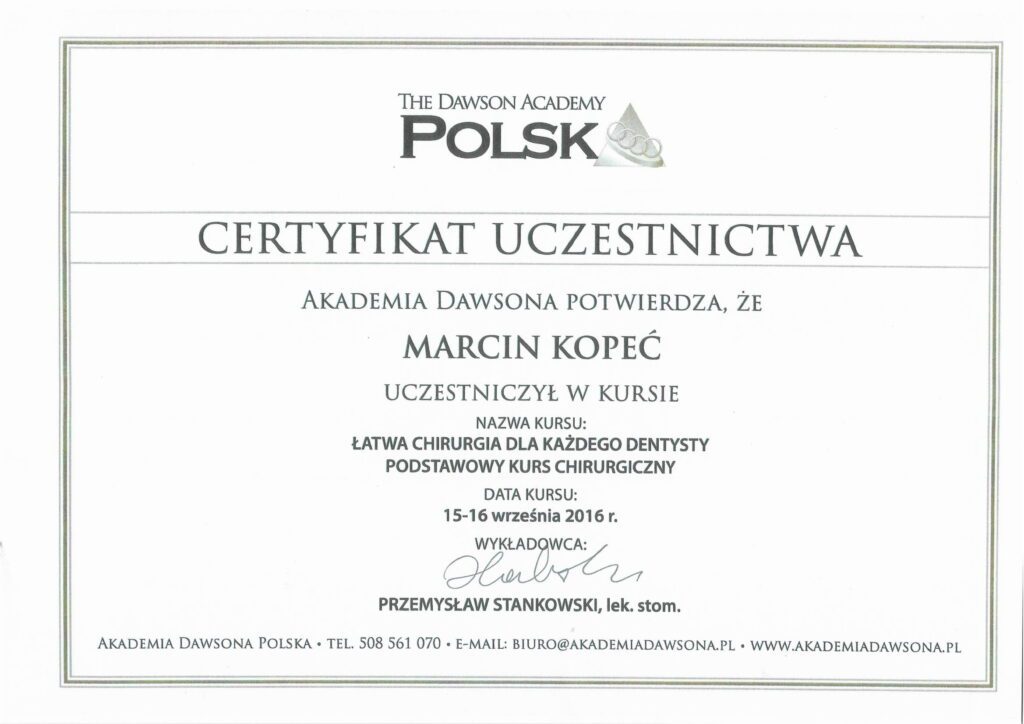 THE DAWSON ACADEMY
POLSK
CERTYFIKAT UCZESTNICTWA
AKADEMIA DAWSONA POTWIERDZA, ŻE
MARCIN KOPEĆ
UCZESTNICZYŁ W KURSIE
NAZWA KURSU:
ŁATWA CHIRURGIA DLA KAŻDEGO DENTYSTY
PODSTAWOWY KURS CHIRURGICZNY
DATA KURSU:
15-16 września 2016 r.
WYKŁADOWCA:
PRZEMYSŁAW STANKOWSKI, lek. stom.
AKADEMIA DAWSONA POLSKA • TEL. 508 561 070 • E-MAIL: BIURO@AKADEMIADAWSONA.PL • WWW.AKADEMIADAWSONA.PL